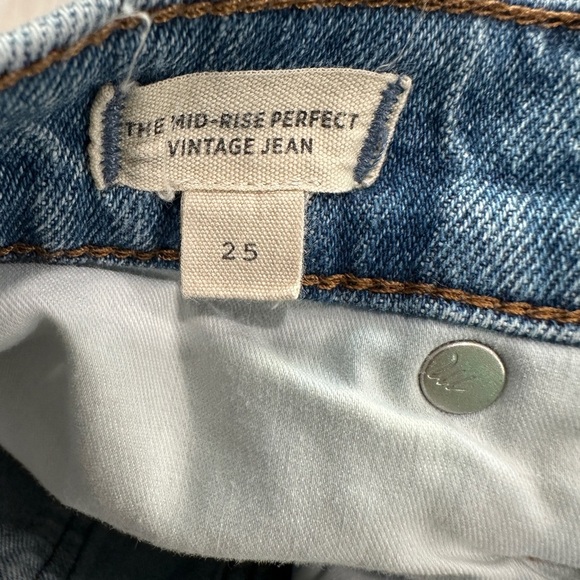 THE MID-RISE PERFECT
VINTAGE JEAN
25